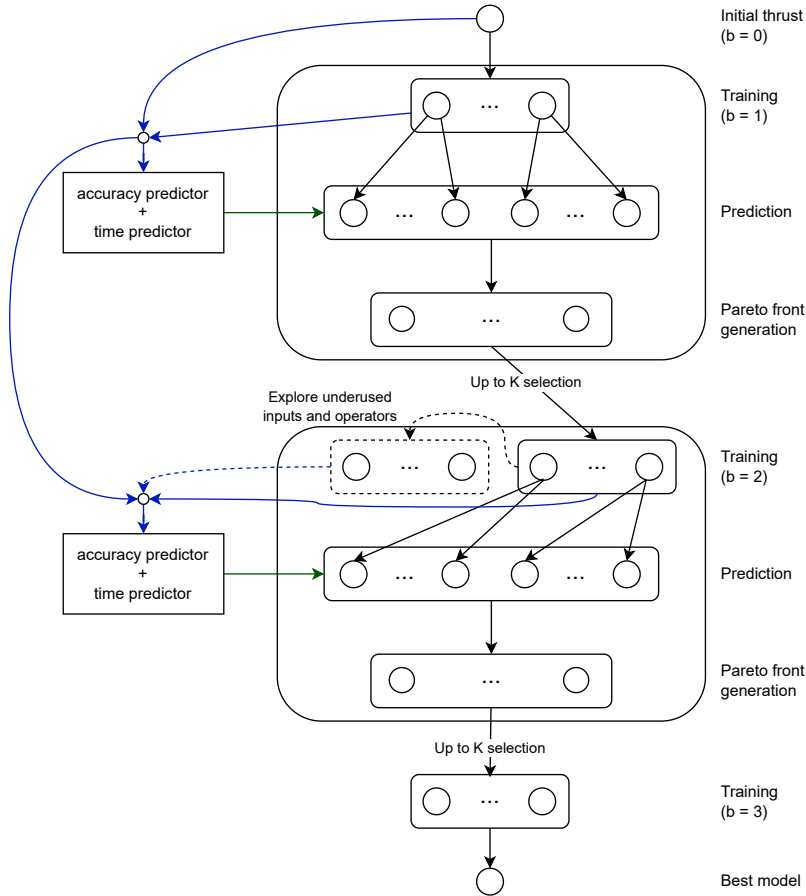 Initial thrust
(b = 0)
Training
(b = 1)
...
accuracy predictor
+
time predictor
... ...
Prediction
...
Pareto front
generation
Up to K selection
Explore underused
inputs and operators
... ...
Training
(b = 2)
accuracy predictor
+
time predictor
... ...
Prediction
...
Pareto front
generation
Up to K selection
...
Training
(b = 3)
Best model